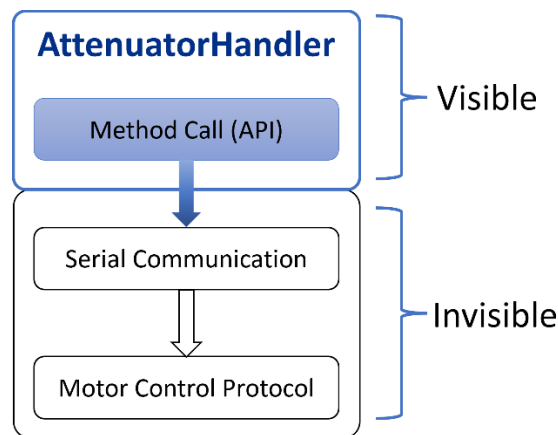 AttenuatorHandler
Method Call (API)
Visible
Serial Communication
Invisible
Motor Control Protocol